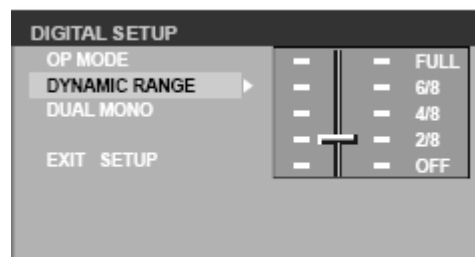 DIGITAL SETUP
OP MODE
DYNAMIC RANGE
DUAL MONO
EXIT SETUP
FULL
6/8
4/8
2/8
OFF